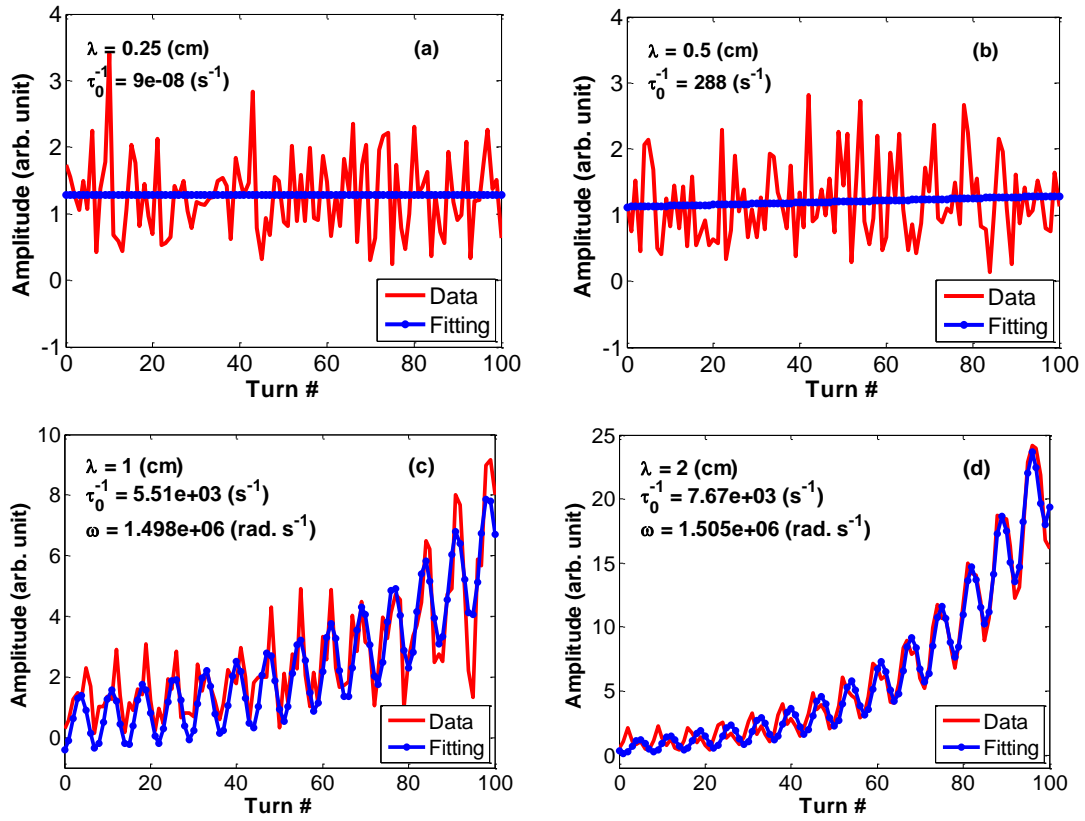 λ = 0.25 (cm)
(a)
τ₀⁻¹ = 9e-08 (s⁻¹)
Amplitude (arb. unit)
4
3
2
1
0
-1
0 20 40 60 80 100
Turn #
Data
Fitting
λ = 0.5 (cm)
(b)
τ₀⁻¹ = 288 (s⁻¹)
Amplitude (arb. unit)
4
3
2
1
0
-1
0 20 40 60 80 100
Turn #
Data
Fitting
λ = 1 (cm)
(c)
τ₀⁻¹ = 5.51e+03 (s⁻¹)
ω = 1.498e+06 (rad. s⁻¹)
Amplitude (arb. unit)
10
8
6
4
2
0
0 20 40 60 80 100
Turn #
Data
Fitting
λ = 2 (cm)
(d)
τ₀⁻¹ = 7.67e+03 (s⁻¹)
ω = 1.505e+06 (rad. s⁻¹)
Amplitude (arb. unit)
25
20
15
10
5
0
0 20 40 60 80 100
Turn #
Data
Fitting